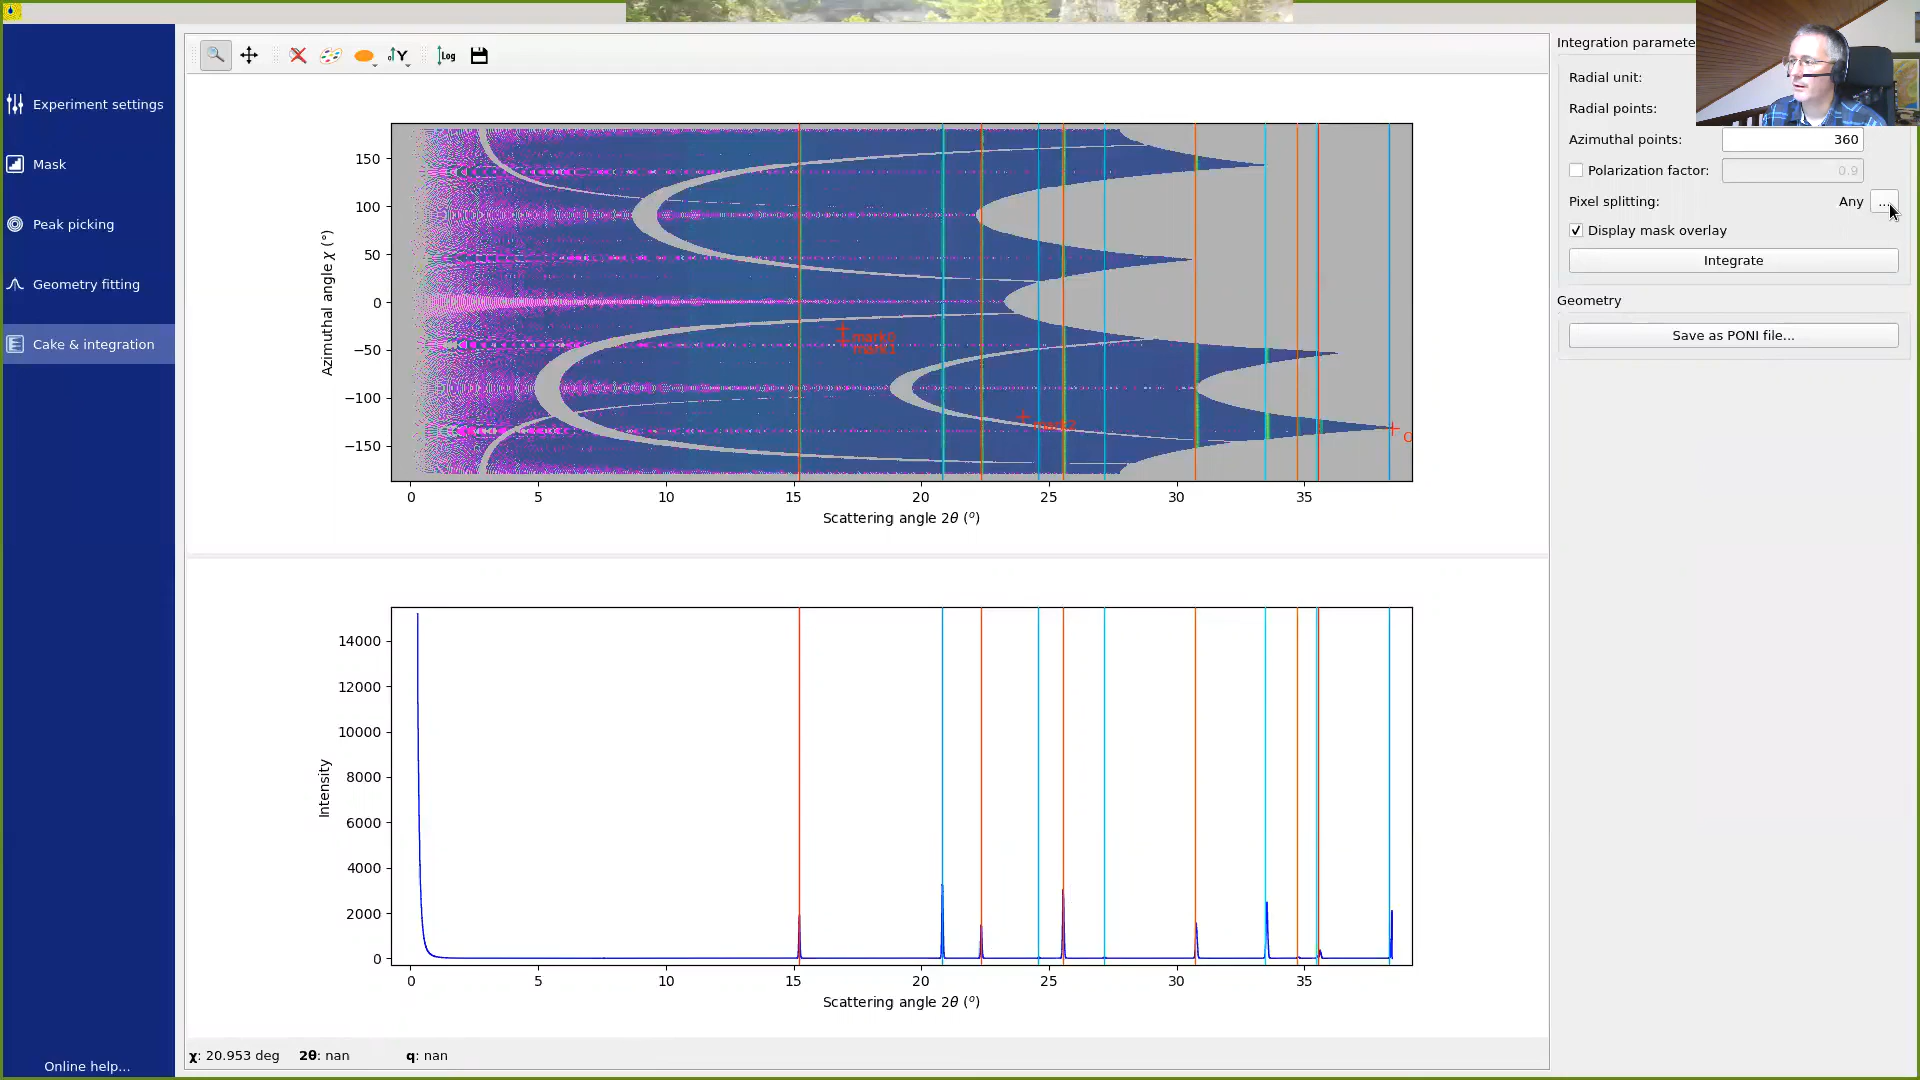 Experiment settings
Mask
Peak picking
Geometry fitting
Cake & integration
Online help...
Y
Log
150
100
50
0
−50
−100
−150
Azimuthal angle χ (°)
mark0
mark1
mark2
0 5 10 15 20 25 30 35
Scattering angle 2θ (°)
14000
12000
10000
8000
6000
4000
2000
0
Intensity
0 5 10 15 20 25 30 35
Scattering angle 2θ (°)
χ: 20.953 deg 2θ: nan q: nan
Radial unit:
Radial points:
Azimuthal points: 360
Polarization factor: 0.9
Pixel splitting: Any ...
Display mask overlay
Integrate
Geometry
Save as PONI file...